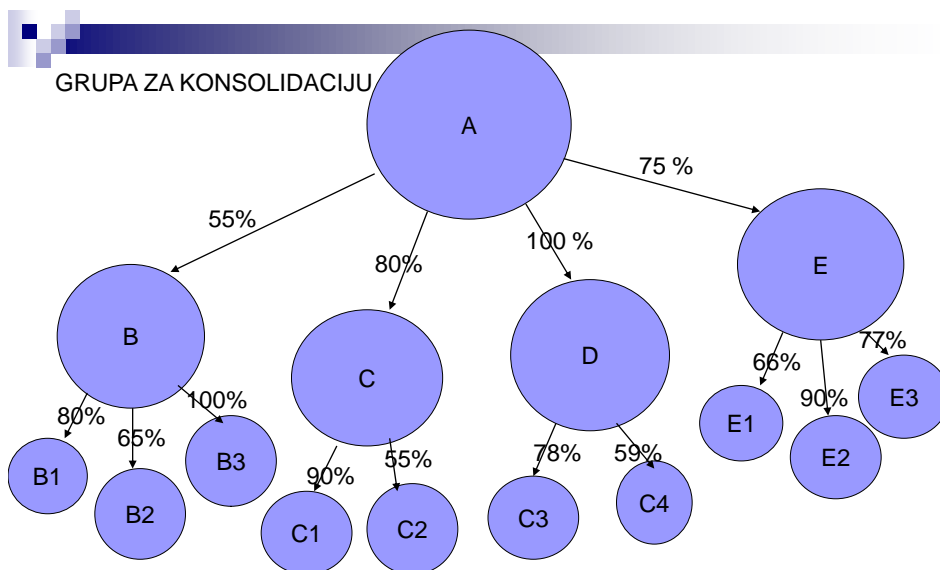 GRUPA ZA KONSOLIDACIJU
A
75 %
55%
80%
100 %
E
B
C
D
77%
66%
90%
80%
65%
100%
E1
E2
E3
B1
B2
B3
90%
55%
78%
59%
C1
C2
C3
C4